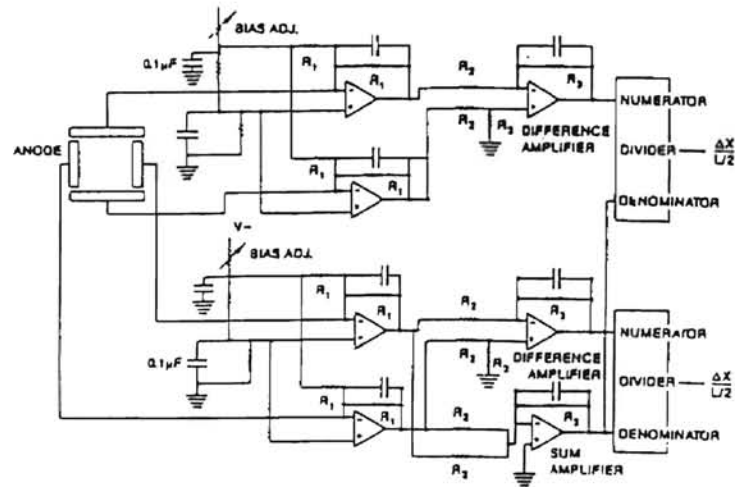 BIAS ADJ.
0.1μF
R₁
R₁
R₂
R₃
R₂
R₃
DIFFERENCE
AMPLIFIER
NUMERATOR
DIVIDER
ΔX
L/2
DENOMINATOR
ANODE
R₁
R₁
V-
BIAS ADJ.
R₁
R₁
R₂
R₃
R₂
R₃
DIFFERENCE
AMPLIFIER
NUMERATOR
0.1μF
DIVIDER
ΔX
L/2
R₁
R₁
R₂
R₃
DENOMINATOR
R₂
SUM
AMPLIFIER